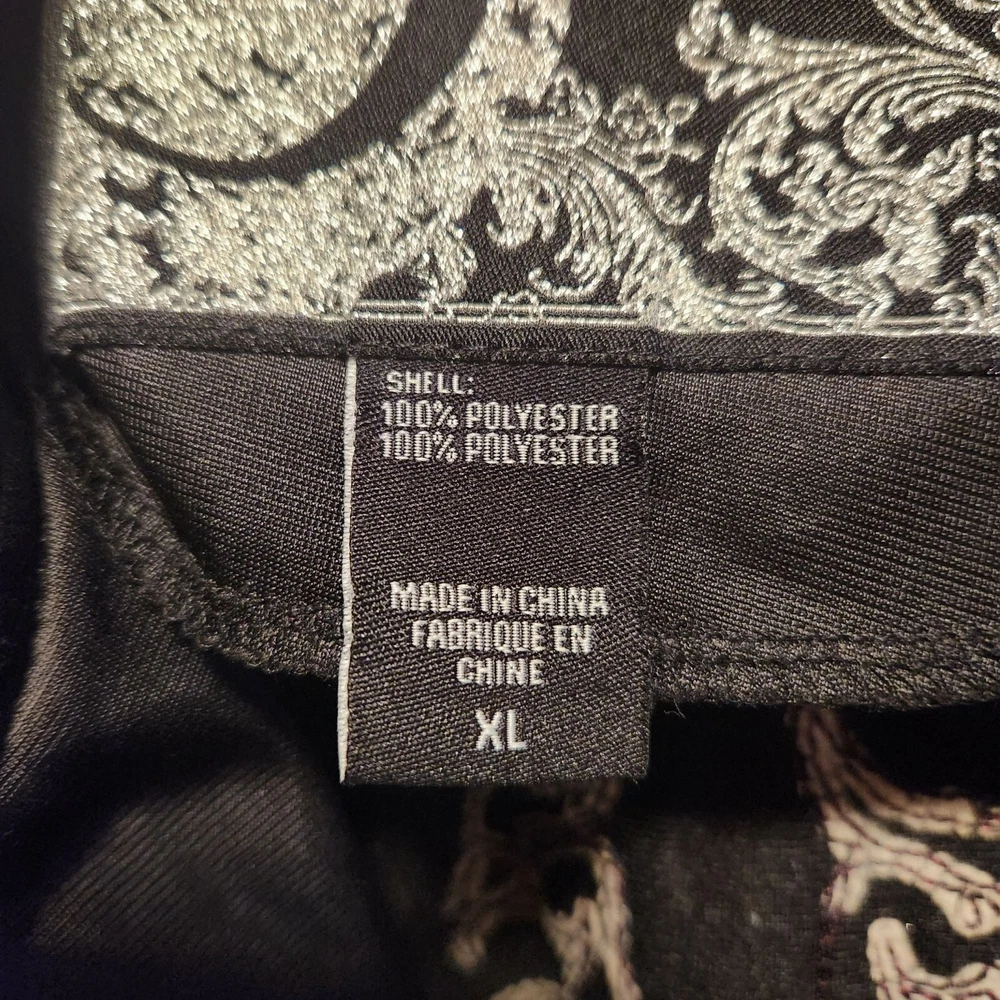 SHELL:
100% POLYESTER
100% POLYESTER
MADE IN CHINA
FABRIQUE EN
CHINE
XL